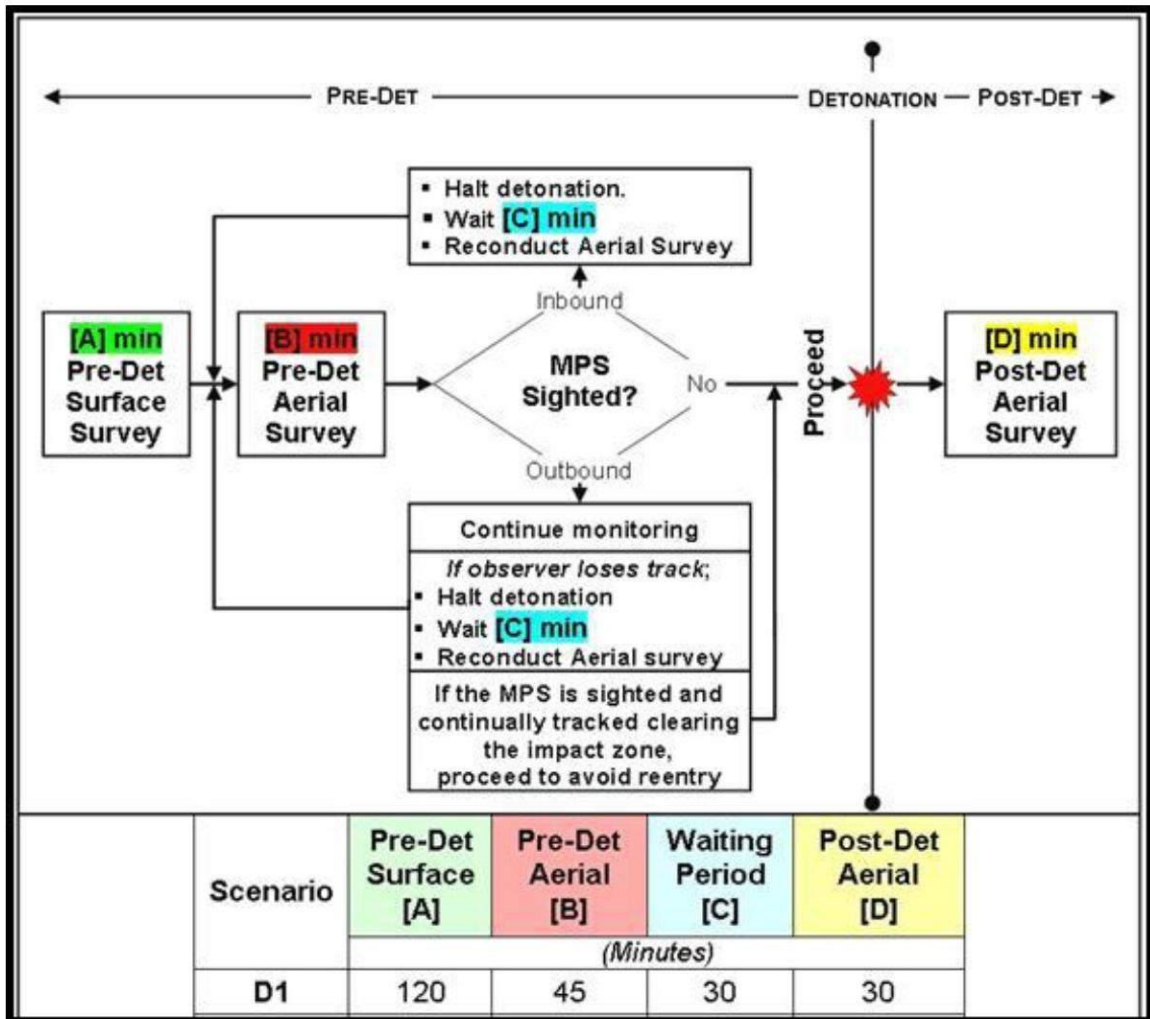 PRE-DET
DETONATION
POST-DET
▪ Halt detonation.
▪ Wait [C] min
▪ Reconduct Aerial Survey
Inbound
[A] min
Pre-Det
Surface
Survey
[B] min
Pre-Det
Aerial
Survey
MPS
Sighted?
No
Proceed
[D] min
Post-Det
Aerial
Survey
Outbound
Continue monitoring
If observer loses track;
▪ Halt detonation
▪ Wait [C] min
▪ Reconduct Aerial survey
If the MPS is sighted and
continually tracked clearing
the impact zone,
proceed to avoid reentry
Scenario
Pre-Det
Surface
[A]
Pre-Det
Aerial
[B]
Waiting
Period
[C]
Post-Det
Aerial
[D]
(Minutes)
D1 120 45 30 30